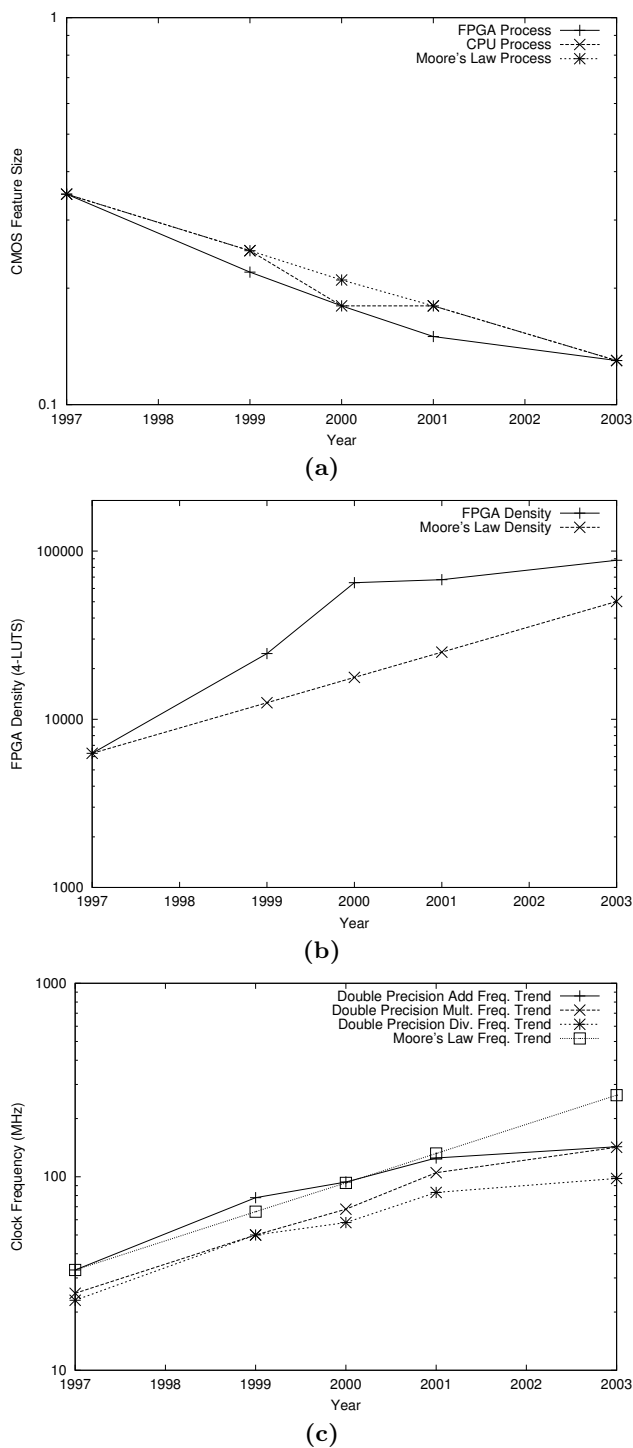 1
FPGA Process
CPU Process
Moore's Law Process
CMOS Feature Size
0.1
1997 1998 1999 2000 2001 2002 2003
Year
(a)
FPGA Density
Moore's Law Density
100000
FPGA Density (4-LUTS)
10000
1000
1997 1998 1999 2000 2001 2002 2003
Year
(b)
1000
Double Precision Add Freq. Trend
Double Precision Mult. Freq. Trend
Double Precision Div. Freq. Trend
Moore's Law Freq. Trend
Clock Frequency (MHz)
100
10
1997 1998 1999 2000 2001 2002 2003
Year
(c)